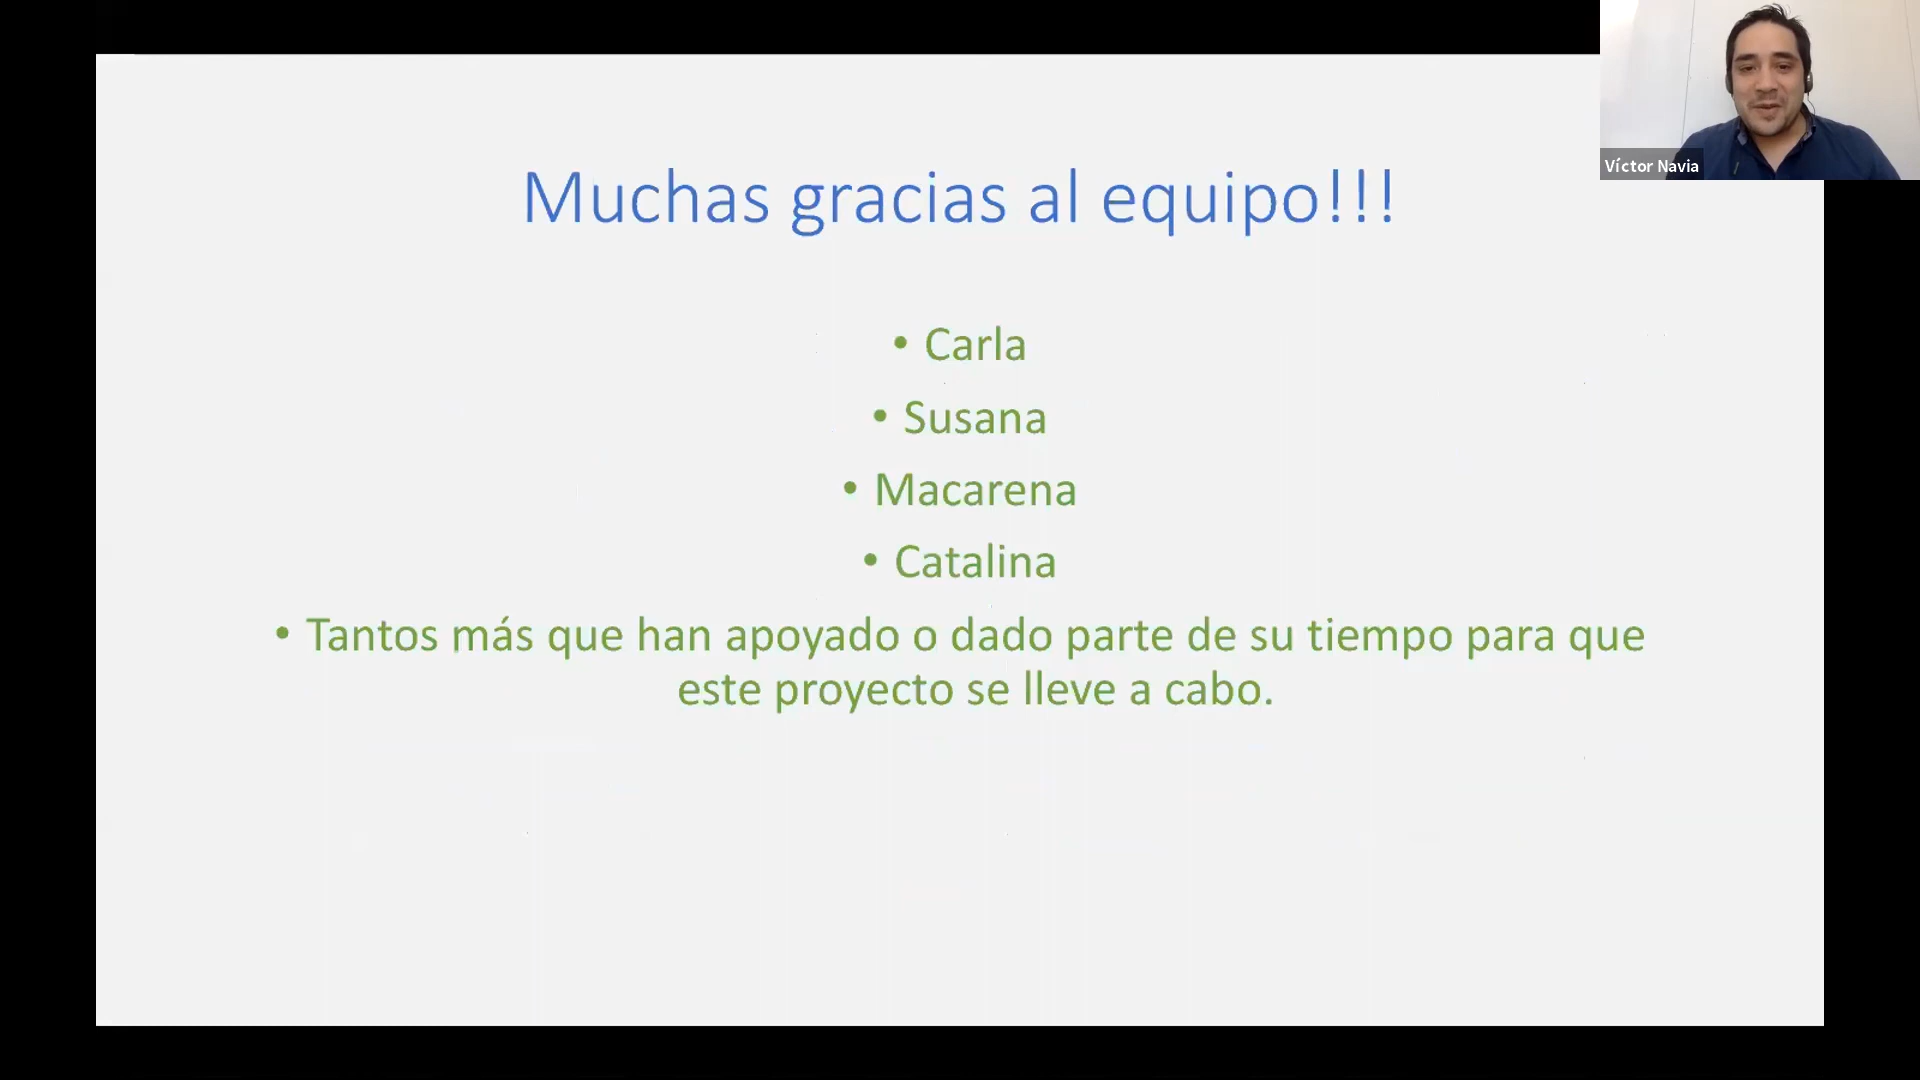 Víctor Navia
Muchas gracias al equipo!!!
• Carla
• Susana
• Macarena
• Catalina
• Tantos más que han apoyado o dado parte de su tiempo para que
este proyecto se lleve a cabo.